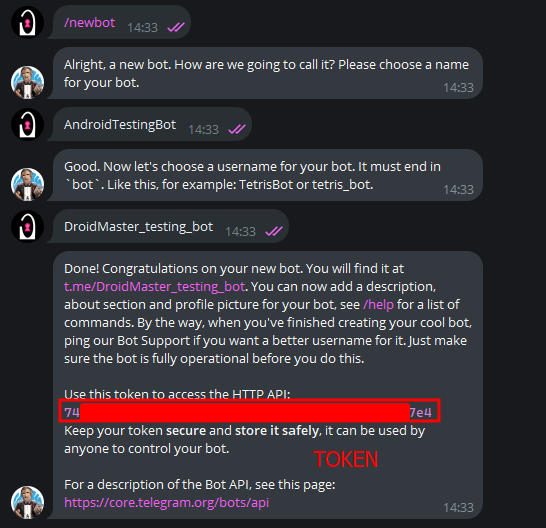 /newbot
14:33
Alright, a new bot. How are we going to call it? Please choose a name
for your bot.
14:33
AndroidTestingBot
14:33
Good. Now let's choose a username for your bot. It must end in
`bot`. Like this, for example: TetrisBot or tetris_bot.
14:33
DroidMaster_testing_bot
14:33
Done! Congratulations on your new bot. You will find it at
t.me/DroidMaster_testing_bot. You can now add a description,
about section and profile picture for your bot, see /help for a list of
commands. By the way, when you've finished creating your cool bot,
ping our Bot Support if you want a better username for it. Just make
sure the bot is fully operational before you do this.
Use this token to access the HTTP API:
74 7e4
Keep your token secure and store it safely, it can be used by
anyone to control your bot.
TOKEN
For a description of the Bot API, see this page:
https://core.telegram.org/bots/api
14:33